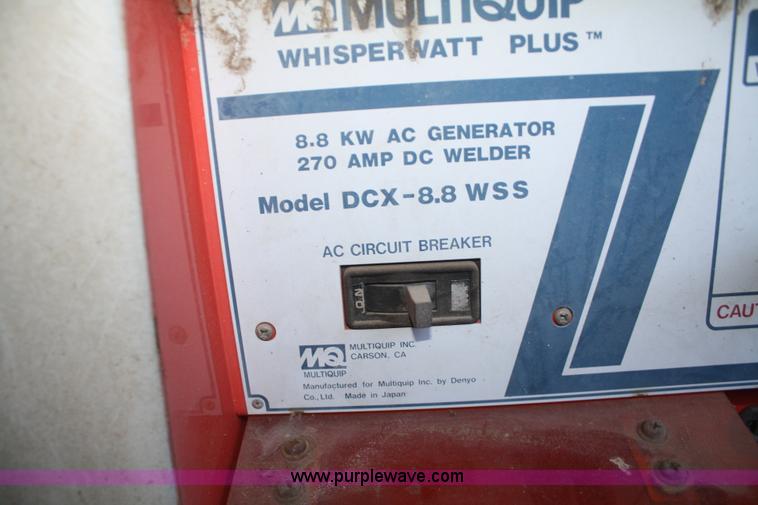 MQ MULTIQUIP
WHISPERWATT PLUS™
8.8 KW AC GENERATOR
270 AMP DC WELDER
Model DCX-8.8 WSS
AC CIRCUIT BREAKER
ON
MQ
MULTIQUIP
MULTIQUIP INC.
CARSON, CA
Manufactured for Multiquip Inc. by Denyo
Co., Ltd. Made in Japan
CAUT
www.purplewave.com